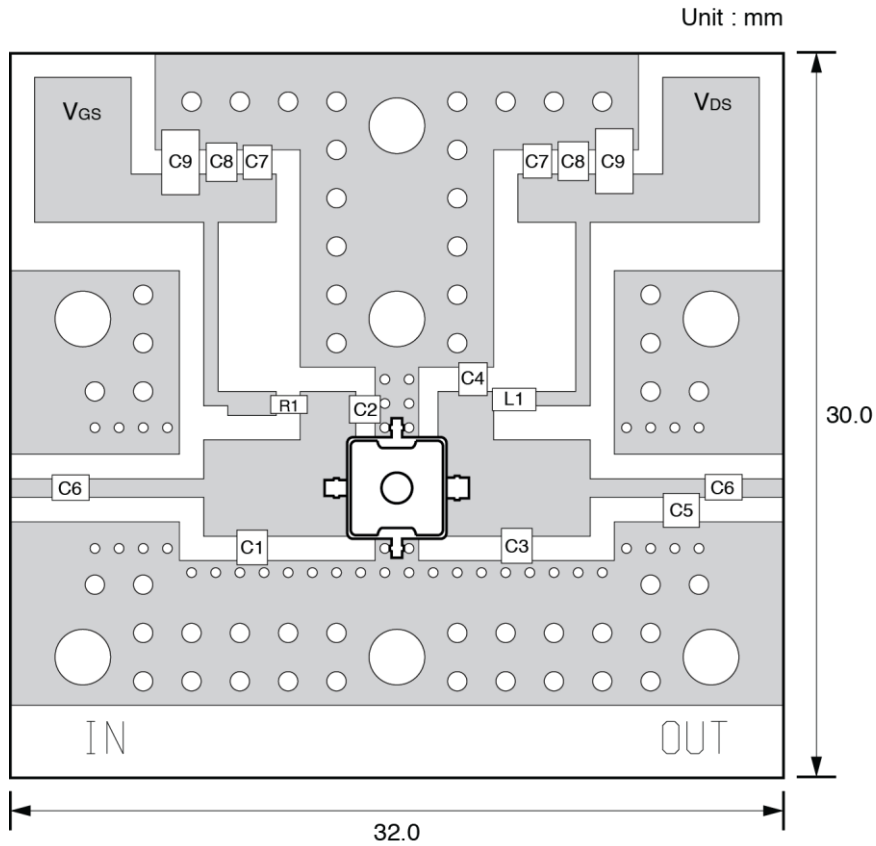 Unit : mm
VGS
VDS
C9 C8 C7
C7 C8 C9
C4
R1
C2
L1
30.0
C6
C6
C5
C1
C3
IN
OUT
32.0